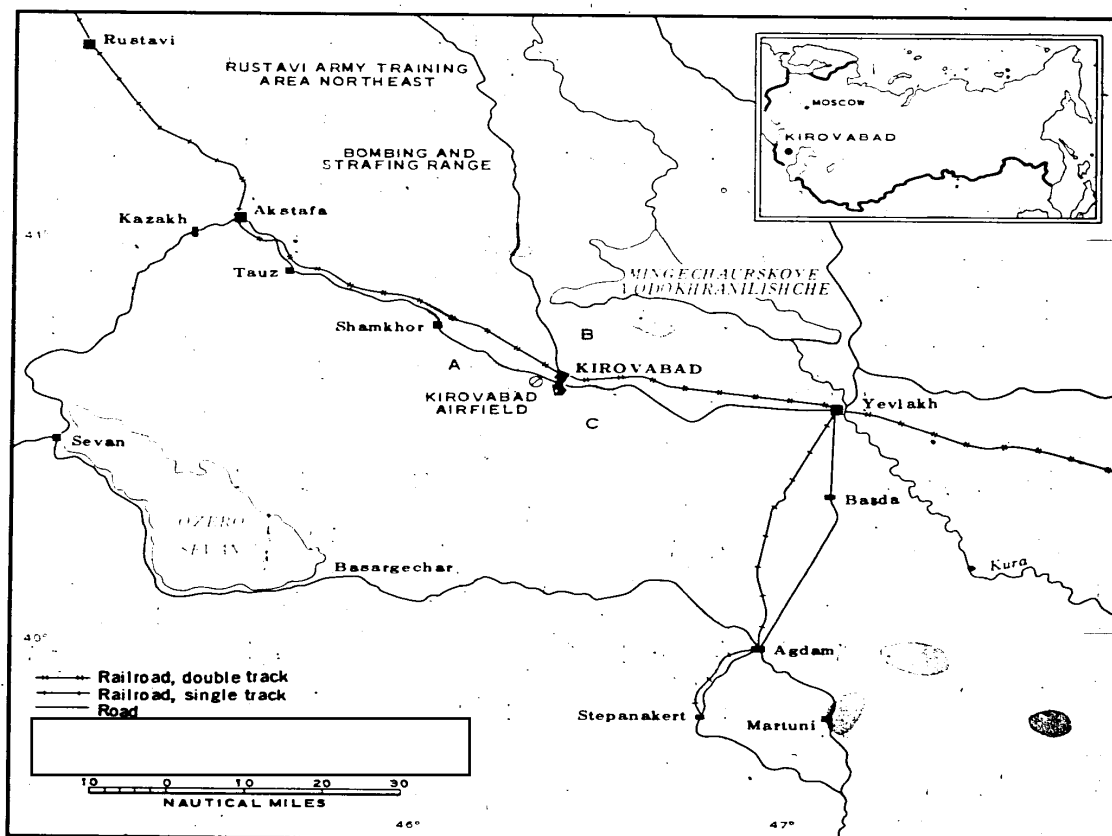 Rustavi
RUSTAVI ARMY TRAINING
AREA NORTHEAST
MOSCOW
KIROVABAD
BOMBING AND
STRAFING RANGE
Kazakh
Akstafa
41°
Tauz
MINGECHAURSKOYE
VODOKHRANILISHCHE
Shamkhor
B
A
KIROVABAD
KIROVABAD
AIRFIELD
C
Yevlakh
Sevan
Barda
OZERO
SEVAN
Basargechar
Kura
40°
Agdam
Railroad, double track
Railroad, single track
Road
Stepanakert
Martuni
10 0 10 20 30
NAUTICAL MILES
46°
47°